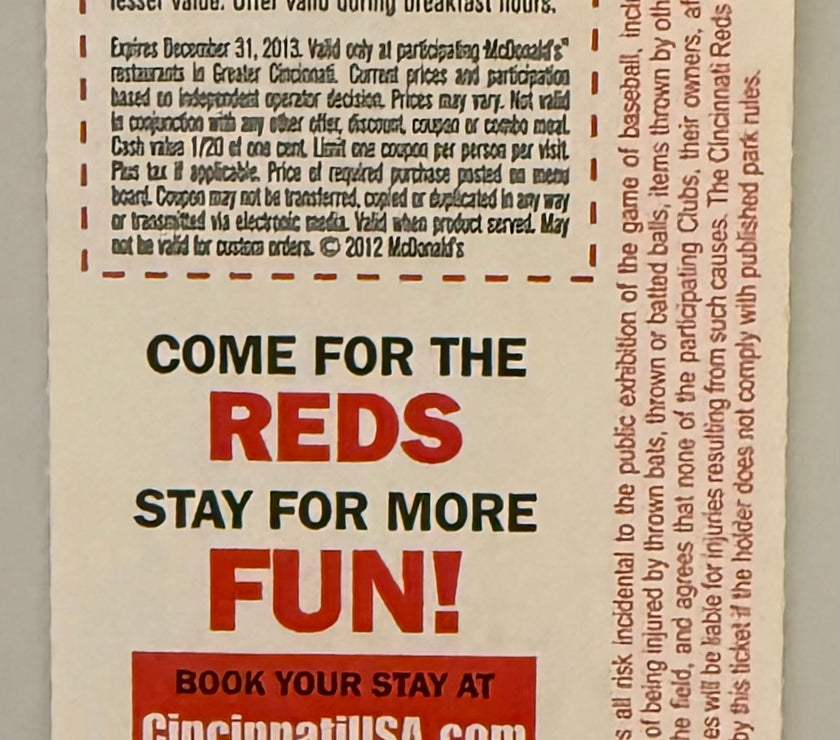 lesser value. Offer valid during breakfast hours.
Expires December 31, 2013. Valid only at participating McDonald's®
restaurants in Greater Cincinnati. Current prices and participation
based on independent operator decision. Prices may vary. Not valid
in conjunction with any other offer, discount, coupon or combo meal.
Cash value 1/20 of one cent. Limit one coupon per person per visit.
Plus tax if applicable. Price of required purchase posted on menu
board. Coupon may not be transferred, copied or duplicated in any way
or transmitted via electronic media. Valid when product served. May
not be valid for custom orders. © 2012 McDonald's
COME FOR THE
REDS
STAY FOR MORE
FUN!
BOOK YOUR STAY AT
CincinnatiUSA.com
s all risk incidental to the public exhibition of the game of baseball, incl
of being injured by thrown bats, thrown or batted balls, items thrown by oth
he field, and agrees that none of the participating Clubs, their owners, af
es will be liable for injuries resulting from such causes. The Cincinnati Reds
by this ticket if the holder does not comply with published park rules.